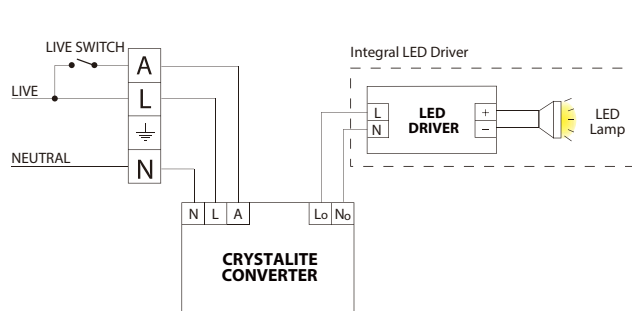 LIVE SWITCH
A
LIVE
L
NEUTRAL
N
Integral LED Driver
L
N
LED
DRIVER
+
−
LED
Lamp
N L A
Lo No
CRYSTALITE
CONVERTER